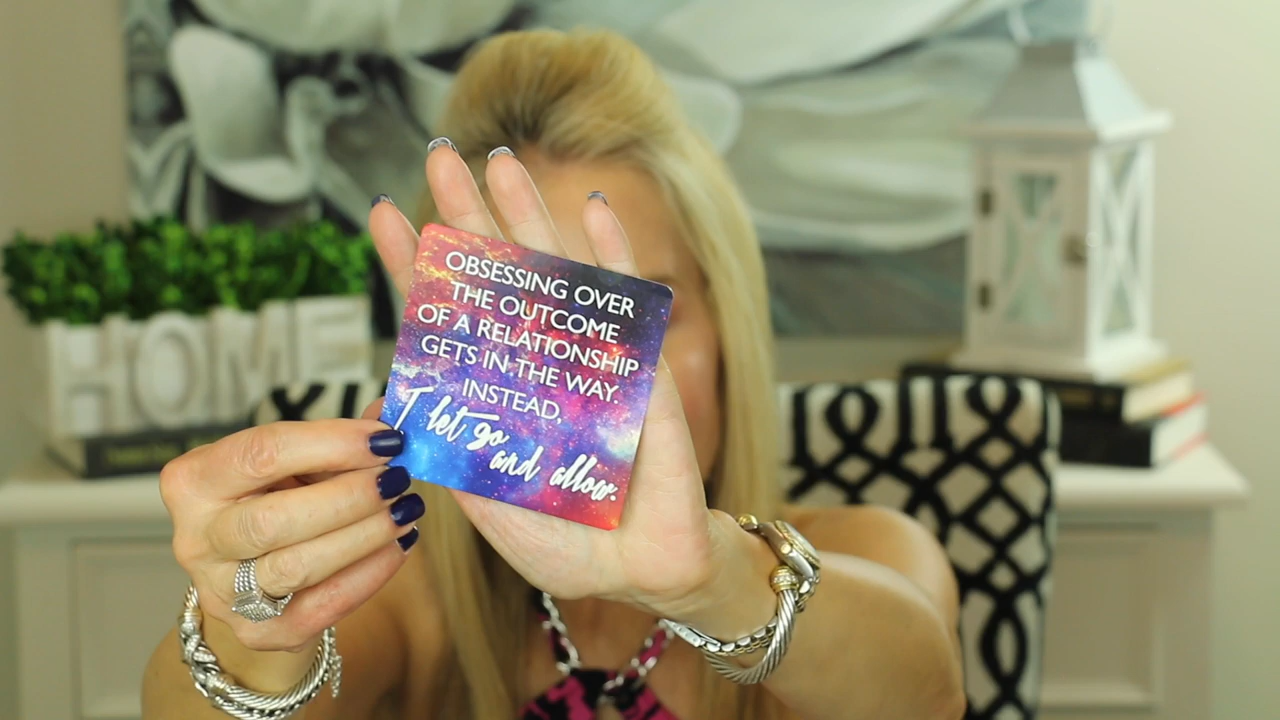 HOME
OBSESSING OVER
THE OUTCOME
OF A RELATIONSHIP
GETS IN THE WAY.
INSTEAD,
I let go
and allow.